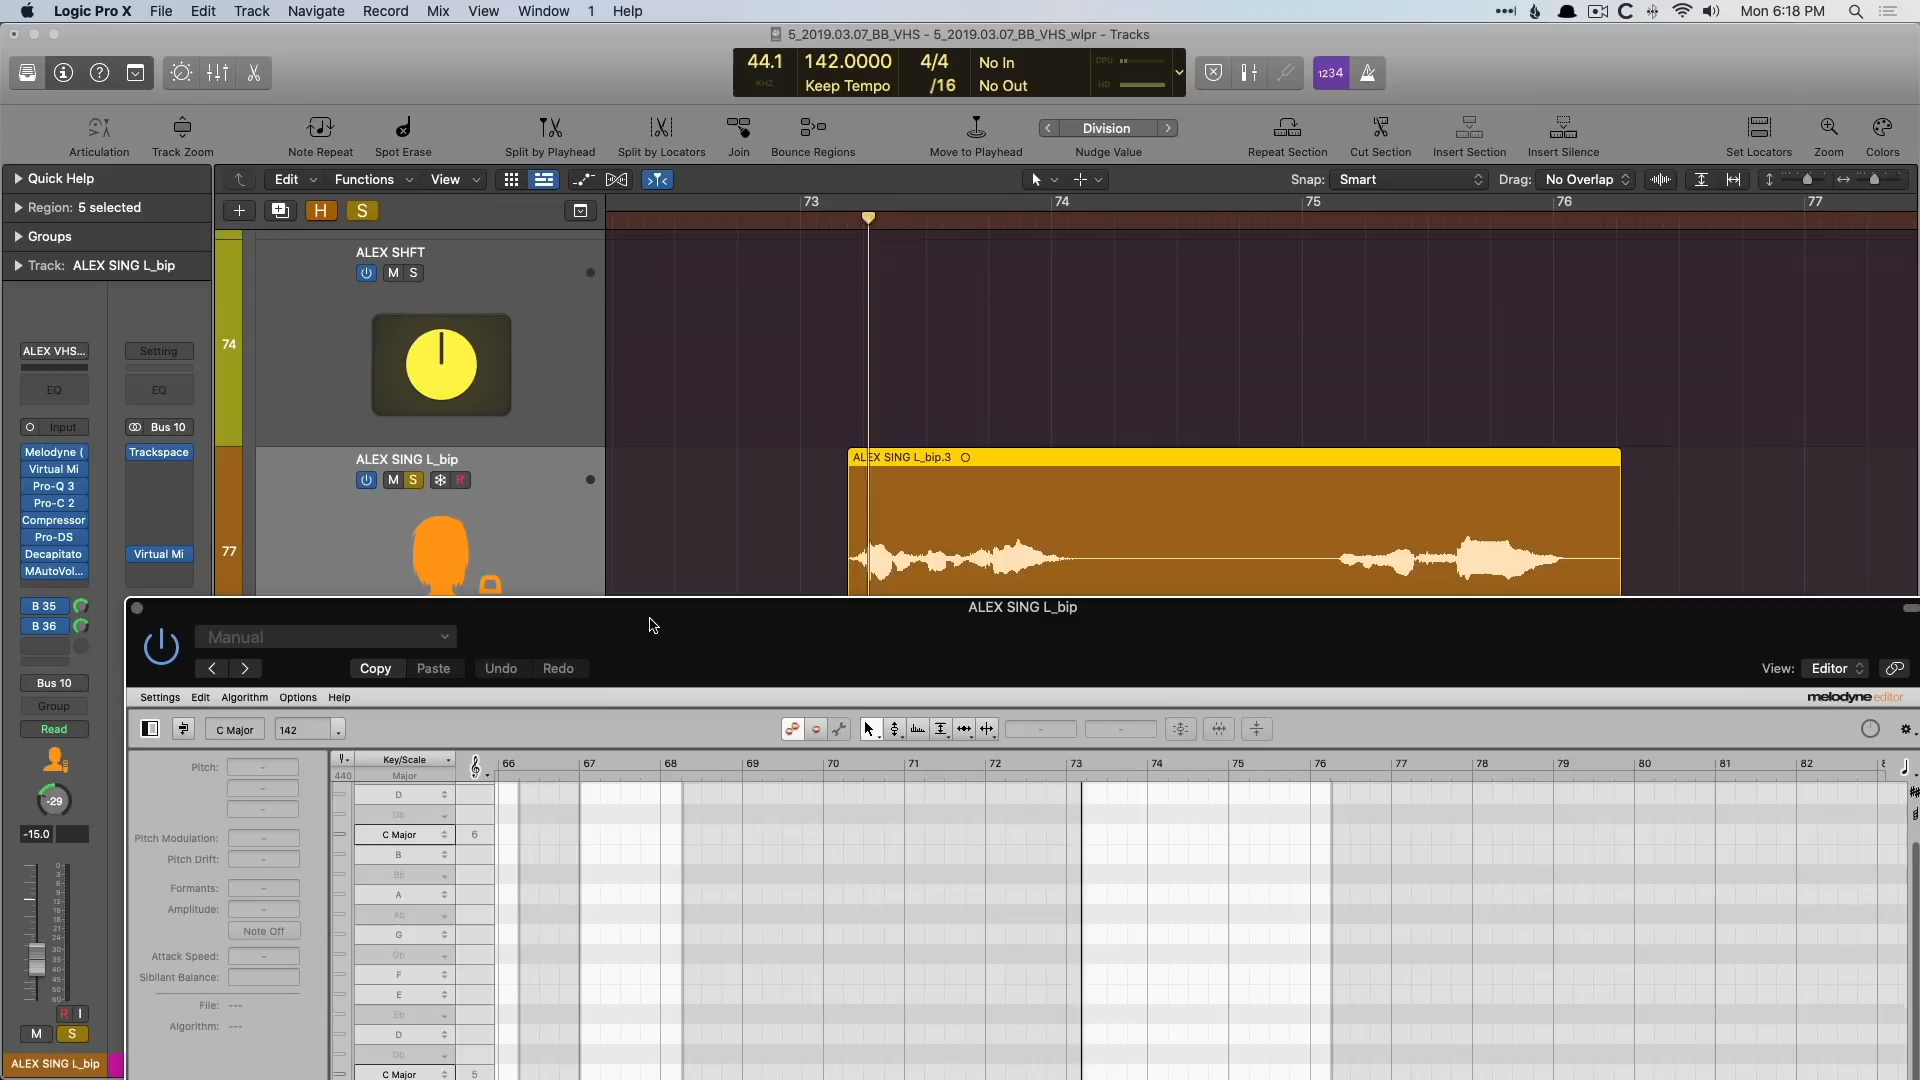 Logic Pro X File Edit Track Navigate Record Mix View Window 1 Help Mon 6:18 PM
5_2019.03.07_BB_VHS - 5_2019.03.07_BB_VHS_wlpr - Tracks
44.1 142.0000 4/4 No In CPU 1234
KHZ Keep Tempo /16 No Out HD
Division
Articulation Track Zoom Note Repeat Spot Erase Split by Playhead Split by Locators Join Bounce Regions Move to Playhead Nudge Value Repeat Section Cut Section Insert Section Insert Silence Set Locators Zoom Colors
Quick Help Edit Functions View Snap: Smart Drag: No Overlap
Region: 5 selected H S 73 74 75 76 77
Groups
Track: ALEX SING L_bip
ALEX SHFT
M S
74
ALEX VHS... Setting
EQ EQ
Input Bus 10
Melodyne ( Trackspace
Virtual Mi
Pro-Q 3
Pro-C 2
Compressor
Pro-DS
Decapitato Virtual Mi
MAutoVol...
ALEX SING L_bip
M S R
77
ALEX SING L_bip.3
B 35
B 36
Bus 10
Group
Read
-29
-15.0
R I
M S
ALEX SING L_bip
ALEX SING L_bip
Manual
Copy Paste Undo Redo View: Editor
Settings Edit Algorithm Options Help melodyne editor
C Major 142 - -
Pitch: -
-
-
Pitch Modulation: -
Pitch Drift: -
Formants: -
Amplitude: -
Note Off
Attack Speed: -
Sibilant Balance:
File: ---
Algorithm: ---
Key/Scale 66 67 68 69 70 71 72 73 74 75 76 77 78 79 80 81 82
440 Major
D
Db
C Major 6
B
Bb
A
Ab
G
Gb
F
E
Eb
D
Db
C Major 5